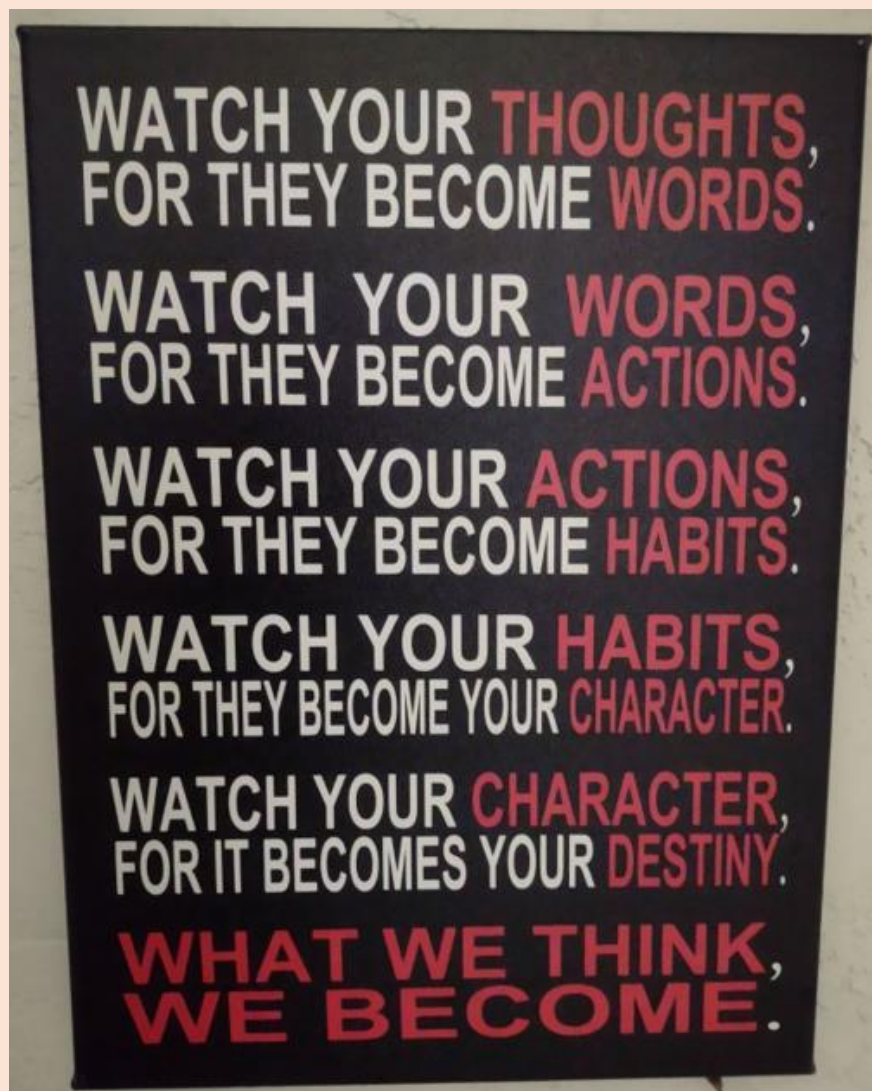 WATCH YOUR THOUGHTS,
FOR THEY BECOME WORDS.
WATCH YOUR WORDS,
FOR THEY BECOME ACTIONS.
WATCH YOUR ACTIONS,
FOR THEY BECOME HABITS.
WATCH YOUR HABITS,
FOR THEY BECOME YOUR CHARACTER.
WATCH YOUR CHARACTER,
FOR IT BECOMES YOUR DESTINY.
WHAT WE THINK,
WE BECOME.